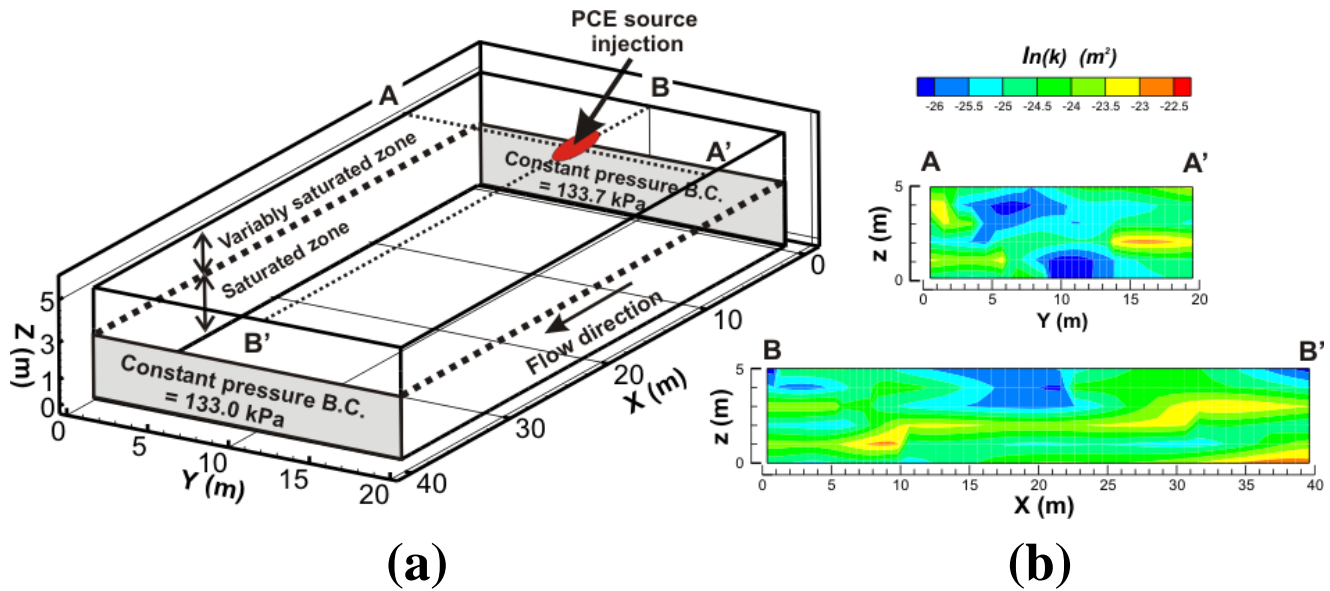 PCE source
injection
A
B
A'
Variably saturated zone
Saturated zone
Constant pressure B.C.
= 133.7 kPa
B'
Flow direction
Constant pressure B.C.
= 133.0 kPa
Z (m)
5
3
1
0
0
5
10
15
20
Y (m)
0
10
20
30
40
X (m)
(a)
ln(k) (m²)
-26 -25.5 -25 -24.5 -24 -23.5 -23 -22.5
A A'
z (m)
5
0
0 5 10 15 20
Y (m)
B B'
z (m)
5
0
0 5 10 15 20 25 30 35 40
X (m)
(b)